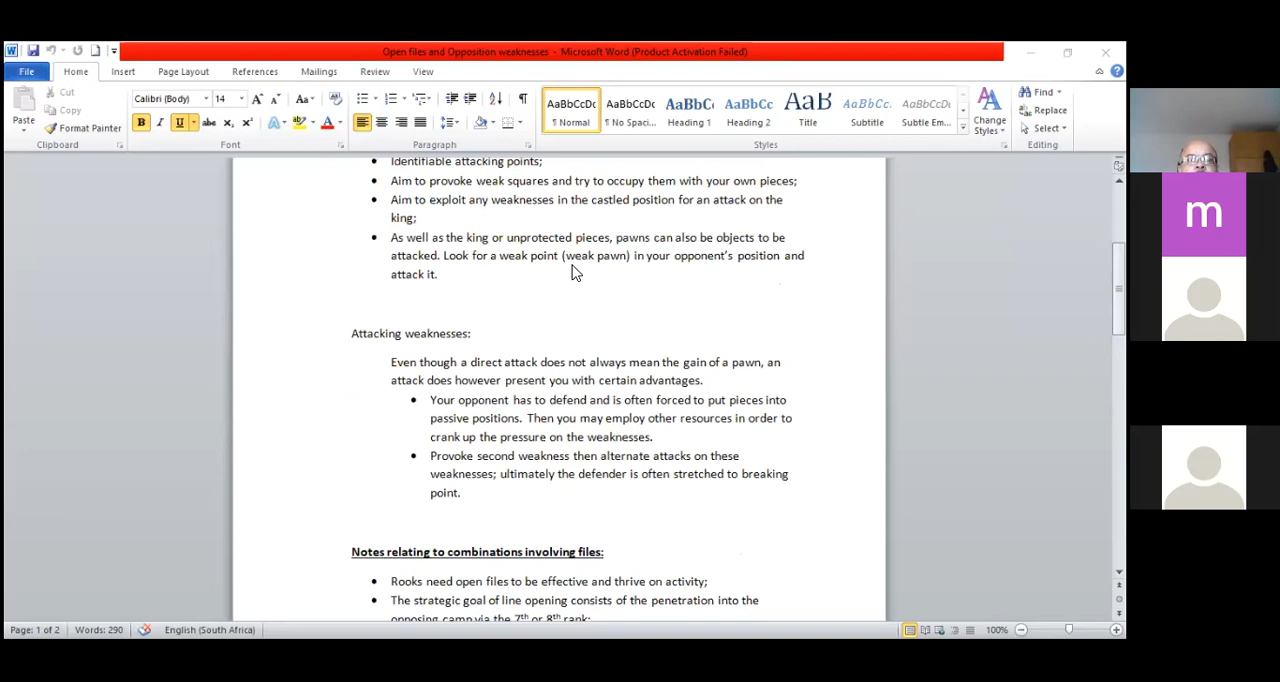 Open files and Opposition weaknesses - Microsoft Word (Product Activation Failed)
File Home Insert Page Layout References Mailings Review View
Paste
Cut
Copy
Format Painter
Clipboard
Calibri (Body) 14
Font
Paragraph
AaBbCcDc AaBbCcDc AaBbC AaBbCc AaB AaBbCc. AaBbCcDc
¶ Normal ¶ No Spaci... Heading 1 Heading 2 Title Subtitle Subtle Em...
Styles
Change Styles
Find
Replace
Select
Editing
Identifiable attacking points;
Aim to provoke weak squares and try to occupy them with your own pieces;
Aim to exploit any weaknesses in the castled position for an attack on the
king;
As well as the king or unprotected pieces, pawns can also be objects to be
attacked. Look for a weak point (weak pawn) in your opponent's position and
attack it.
Attacking weaknesses:
Even though a direct attack does not always mean the gain of a pawn, an
attack does however present you with certain advantages.
Your opponent has to defend and is often forced to put pieces into
passive positions. Then you may employ other resources in order to
crank up the pressure on the weaknesses.
Provoke second weakness then alternate attacks on these
weaknesses; ultimately the defender is often stretched to breaking
point.
Notes relating to combinations involving files:
Rooks need open files to be effective and thrive on activity;
The strategic goal of line opening consists of the penetration into the
opposing camp via the 7th or 8th rank;
Page: 1 of 2 Words: 290 English (South Africa) 100%
m